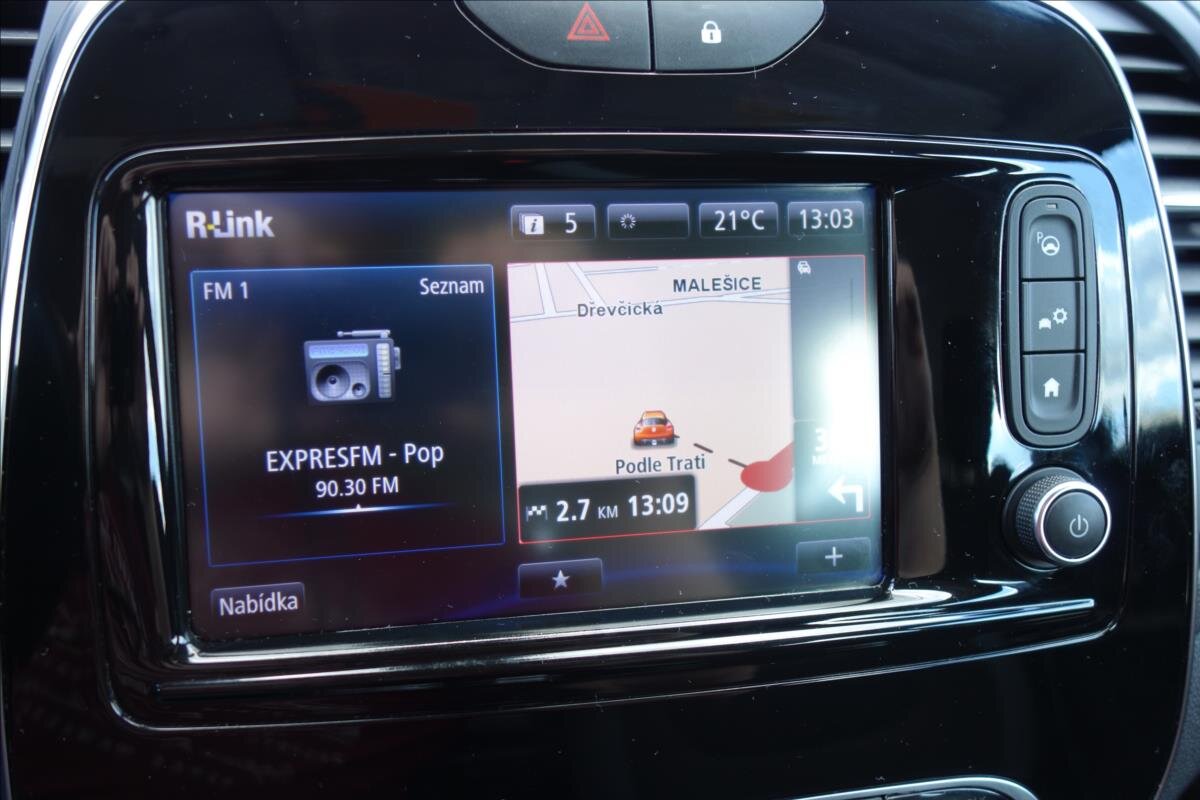 R-Link
5
21°C
13:03
FM 1
Seznam
EXPRESFM - Pop
90.30 FM
MALEŠICE
Dřevčická
Podle Trati
2.7 KM 13:09
Nabídka
P